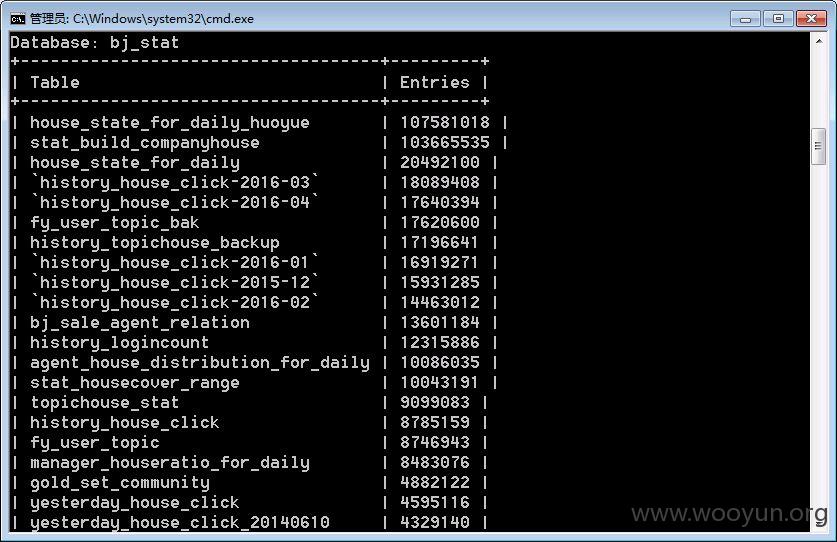 管理员: C:\Windows\system32\cmd.exe
Database: bj_stat
+------------------------------------+---------+
| Table | Entries |
+------------------------------------+---------+
| house_state_for_daily_huoyue | 107581018 |
| stat_build_companyhouse | 103665535 |
| house_state_for_daily | 20492100 |
| `history_house_click-2016-03` | 18089408 |
| `history_house_click-2016-04` | 17640394 |
| fy_user_topic_bak | 17620600 |
| history_topichouse_backup | 17196641 |
| `history_house_click-2016-01` | 16919271 |
| `history_house_click-2015-12` | 15931285 |
| `history_house_click-2016-02` | 14463012 |
| bj_sale_agent_relation | 13601184 |
| history_logincount | 12315886 |
| agent_house_distribution_for_daily | 10086035 |
| stat_housecover_range | 10043191 |
| topichouse_stat | 9099083 |
| history_house_click | 8785159 |
| fy_user_topic | 8746943 |
| manager_houseratio_for_daily | 8483076 |
| gold_set_community | 4882122 |
| yesterday_house_click | 4595116 |
| yesterday_house_click_20140610 | 4329140 |
www.wooyun.org